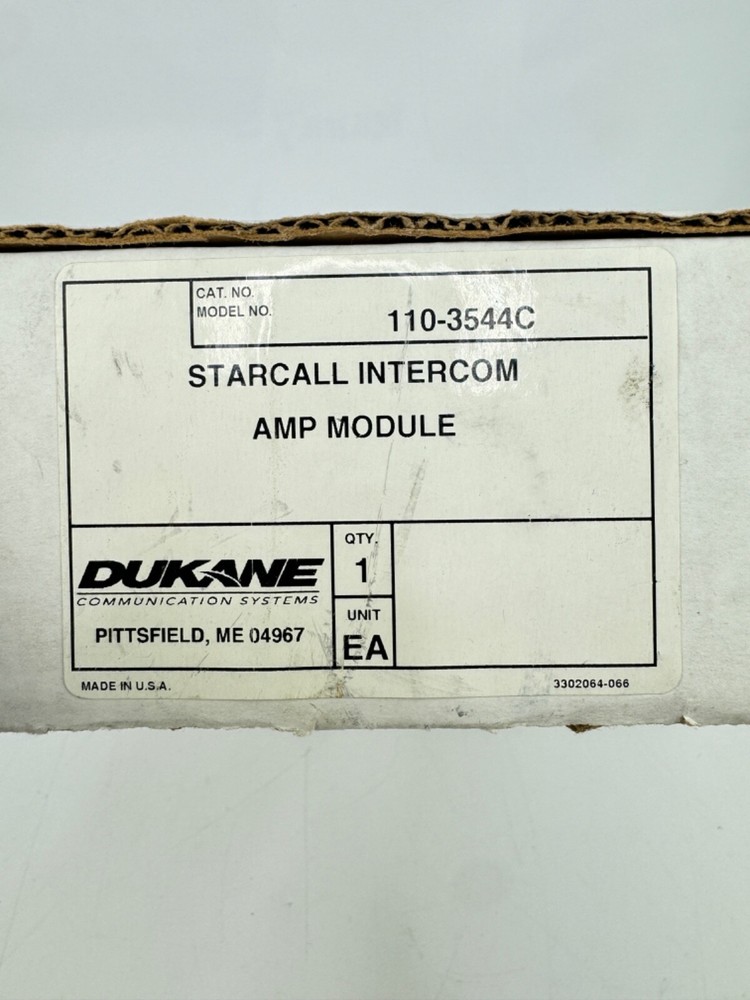 CAT. NO.
MODEL NO.
110-3544C
STARCALL INTERCOM
AMP MODULE
DUKANE
COMMUNICATION SYSTEMS
PITTSFIELD, ME 04967
QTY.
1
UNIT
EA
MADE IN U.S.A.
3302064-066